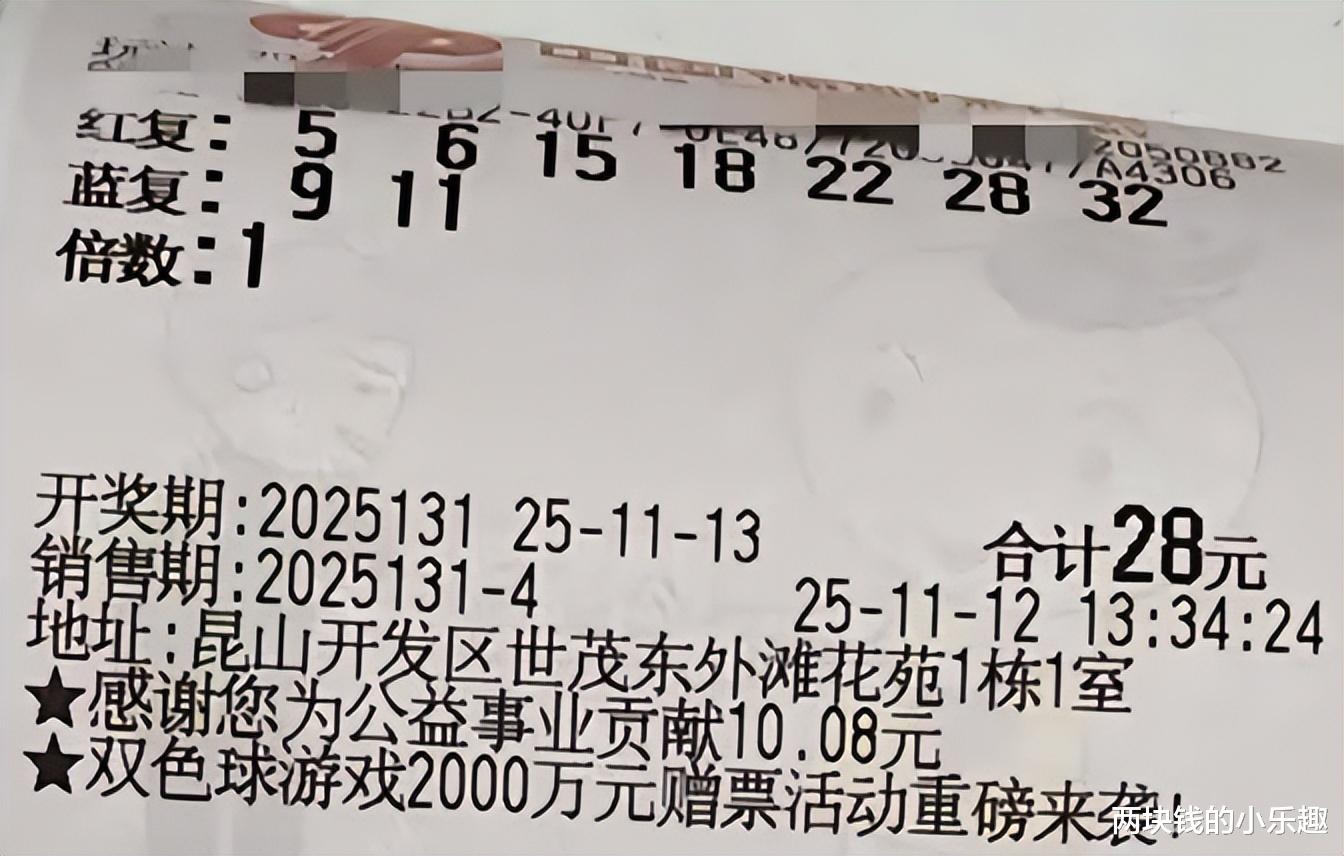 红复: 5 6 15 18 22 28 32
蓝复: 9 11
倍数:1
开奖期:2025131 25-11-13
合计28元
销售期:2025131-4 25-11-12 13:34:24
地址:昆山开发区世茂东外滩花苑1栋1室
★感谢您为公益事业贡献10.08元
★双色球游戏2000万元赠票活动重磅来袭!
两块钱的小乐趣